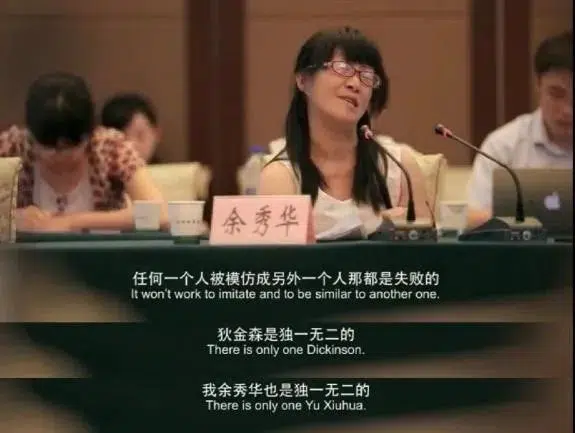 余秀华
任何一个人被模仿成另外一个人那都是失败的
It won't work to imitate and to be similar to another one.
狄金森是独一无二的
There is only one Dickinson.
我余秀华也是独一无二的
There is only one Yu Xiuhua.